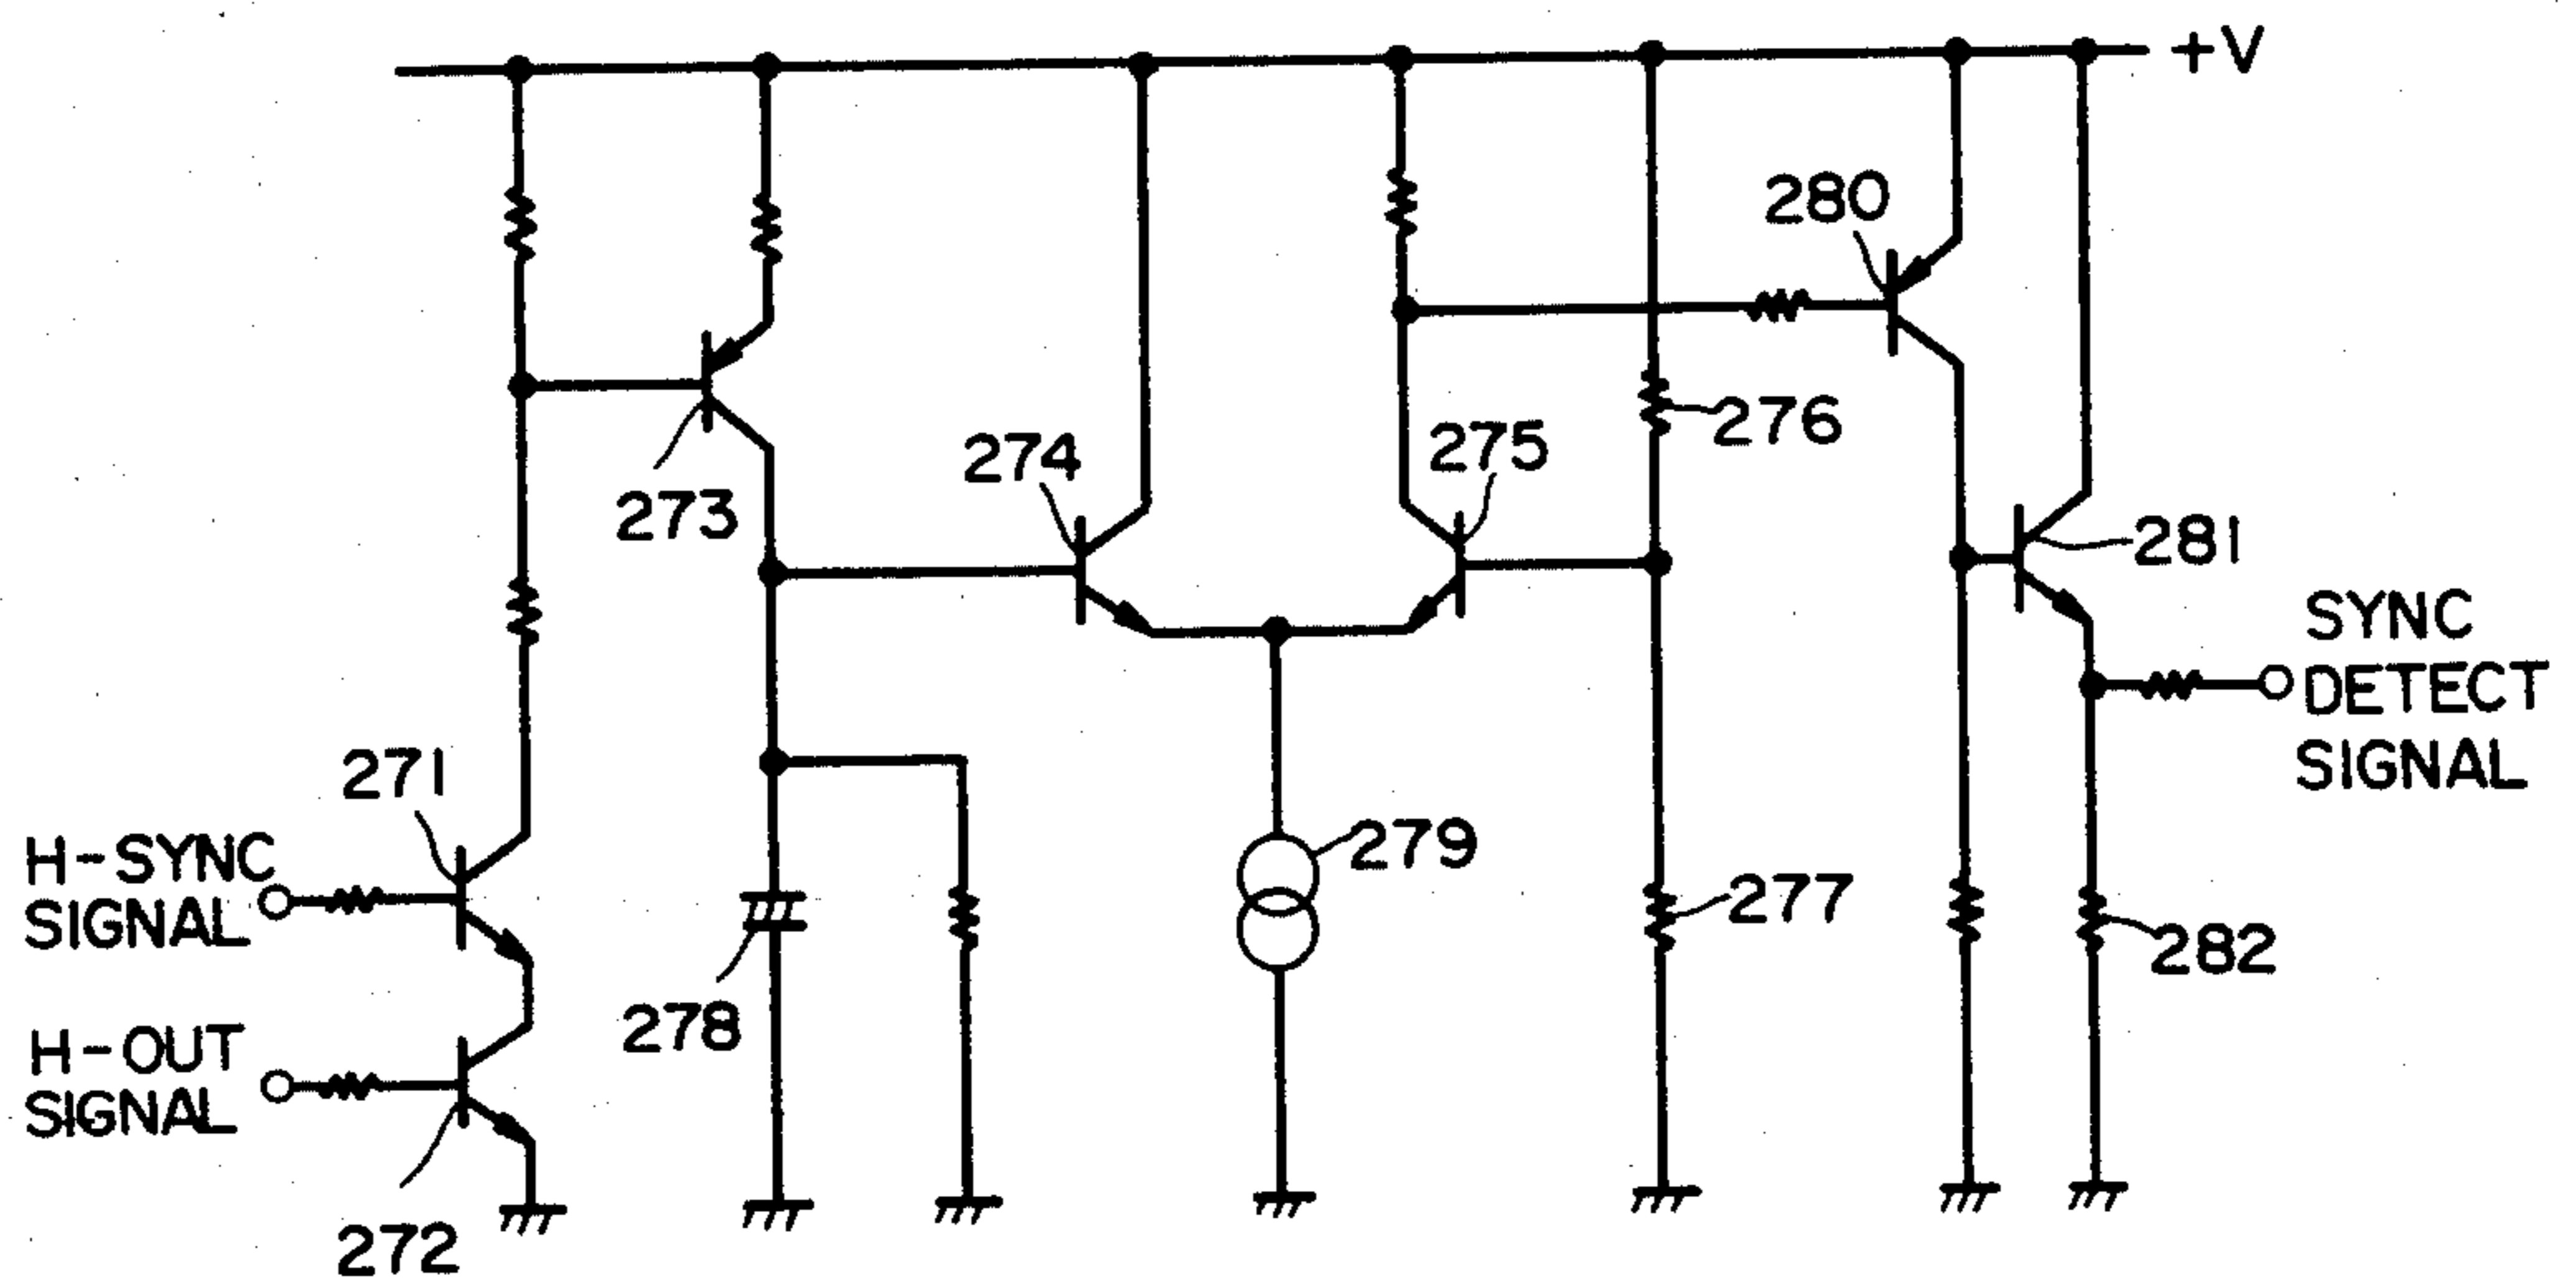 +V
280
276
274
275
273
281
SYNC
DETECT
SIGNAL
271
H-SYNC
SIGNAL
279
277
282
278
H-OUT
SIGNAL
272